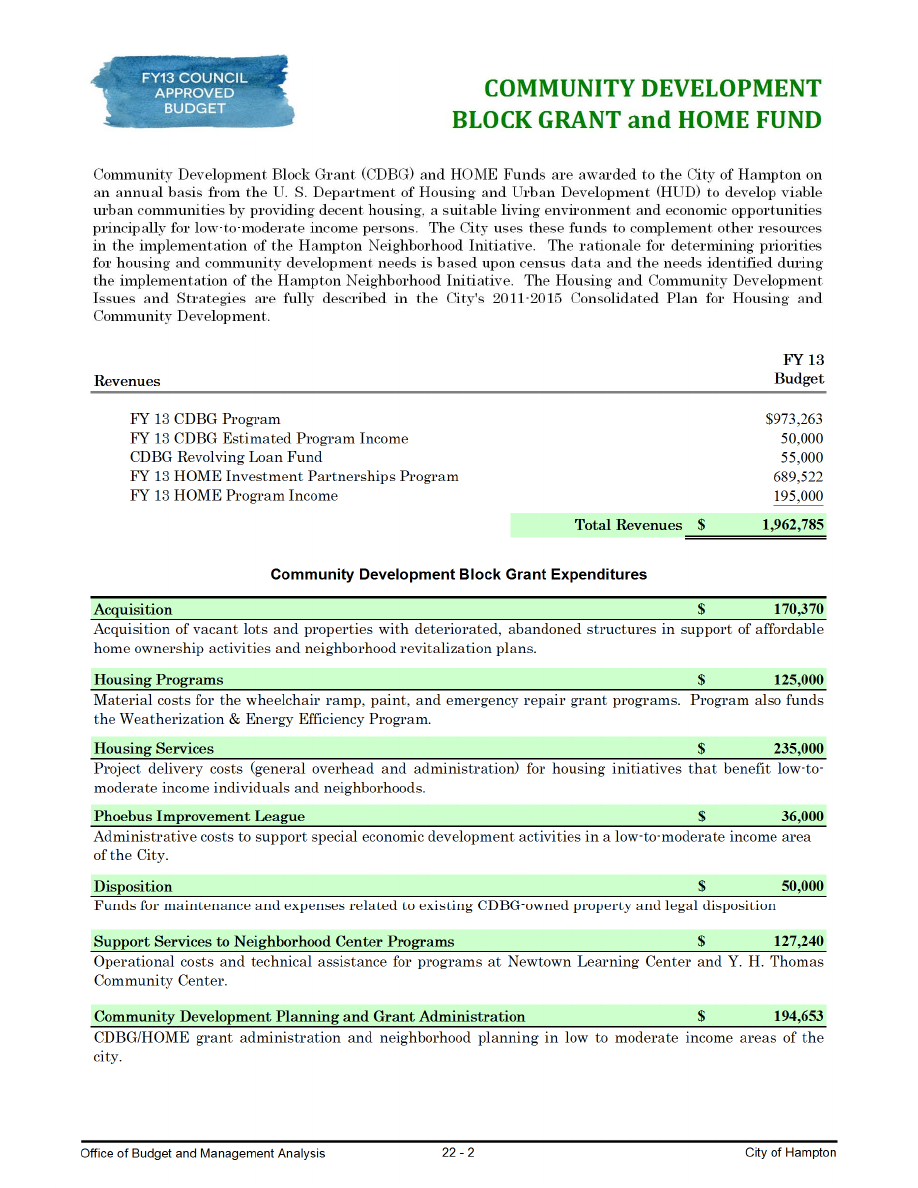 FY13 COUNCIL
APPROVED
BUDGET
COMMUNITY DEVELOPMENT
BLOCK GRANT and HOME FUND
Community Development Block Grant (CDBG) and HOME Funds are awarded to the City of Hampton on
an annual basis from the U. S. Department of Housing and Urban Development (HUD) to develop viable
urban communities by providing decent housing, a suitable living environment and economic opportunities
principally for low-to-moderate income persons. The City uses these funds to complement other resources
in the implementation of the Hampton Neighborhood Initiative. The rationale for determining priorities
for housing and community development needs is based upon census data and the needs identified during
the implementation of the Hampton Neighborhood Initiative. The Housing and Community Development
Issues and Strategies are fully described in the City's 2011-2015 Consolidated Plan for Housing and
Community Development.
FY 13
Revenues Budget
FY 13 CDBG Program $973,263
FY 13 CDBG Estimated Program Income 50,000
CDBG Revolving Loan Fund 55,000
FY 13 HOME Investment Partnerships Program 689,522
FY 13 HOME Program Income 195,000
Total Revenues $ 1,962,785
Community Development Block Grant Expenditures
Acquisition $ 170,370
Acquisition of vacant lots and properties with deteriorated, abandoned structures in support of affordable
home ownership activities and neighborhood revitalization plans.
Housing Programs $ 125,000
Material costs for the wheelchair ramp, paint, and emergency repair grant programs. Program also funds
the Weatherization & Energy Efficiency Program.
Housing Services $ 235,000
Project delivery costs (general overhead and administration) for housing initiatives that benefit low-to-
moderate income individuals and neighborhoods.
Phoebus Improvement League $ 36,000
Administrative costs to support special economic development activities in a low-to-moderate income area
of the City.
Disposition $ 50,000
Funds for maintenance and expenses related to existing CDBG-owned property and legal disposition
Support Services to Neighborhood Center Programs $ 127,240
Operational costs and technical assistance for programs at Newtown Learning Center and Y. H. Thomas
Community Center.
Community Development Planning and Grant Administration $ 194,653
CDBG/HOME grant administration and neighborhood planning in low to moderate income areas of the
city.
Office of Budget and Management Analysis 22 - 2 City of Hampton